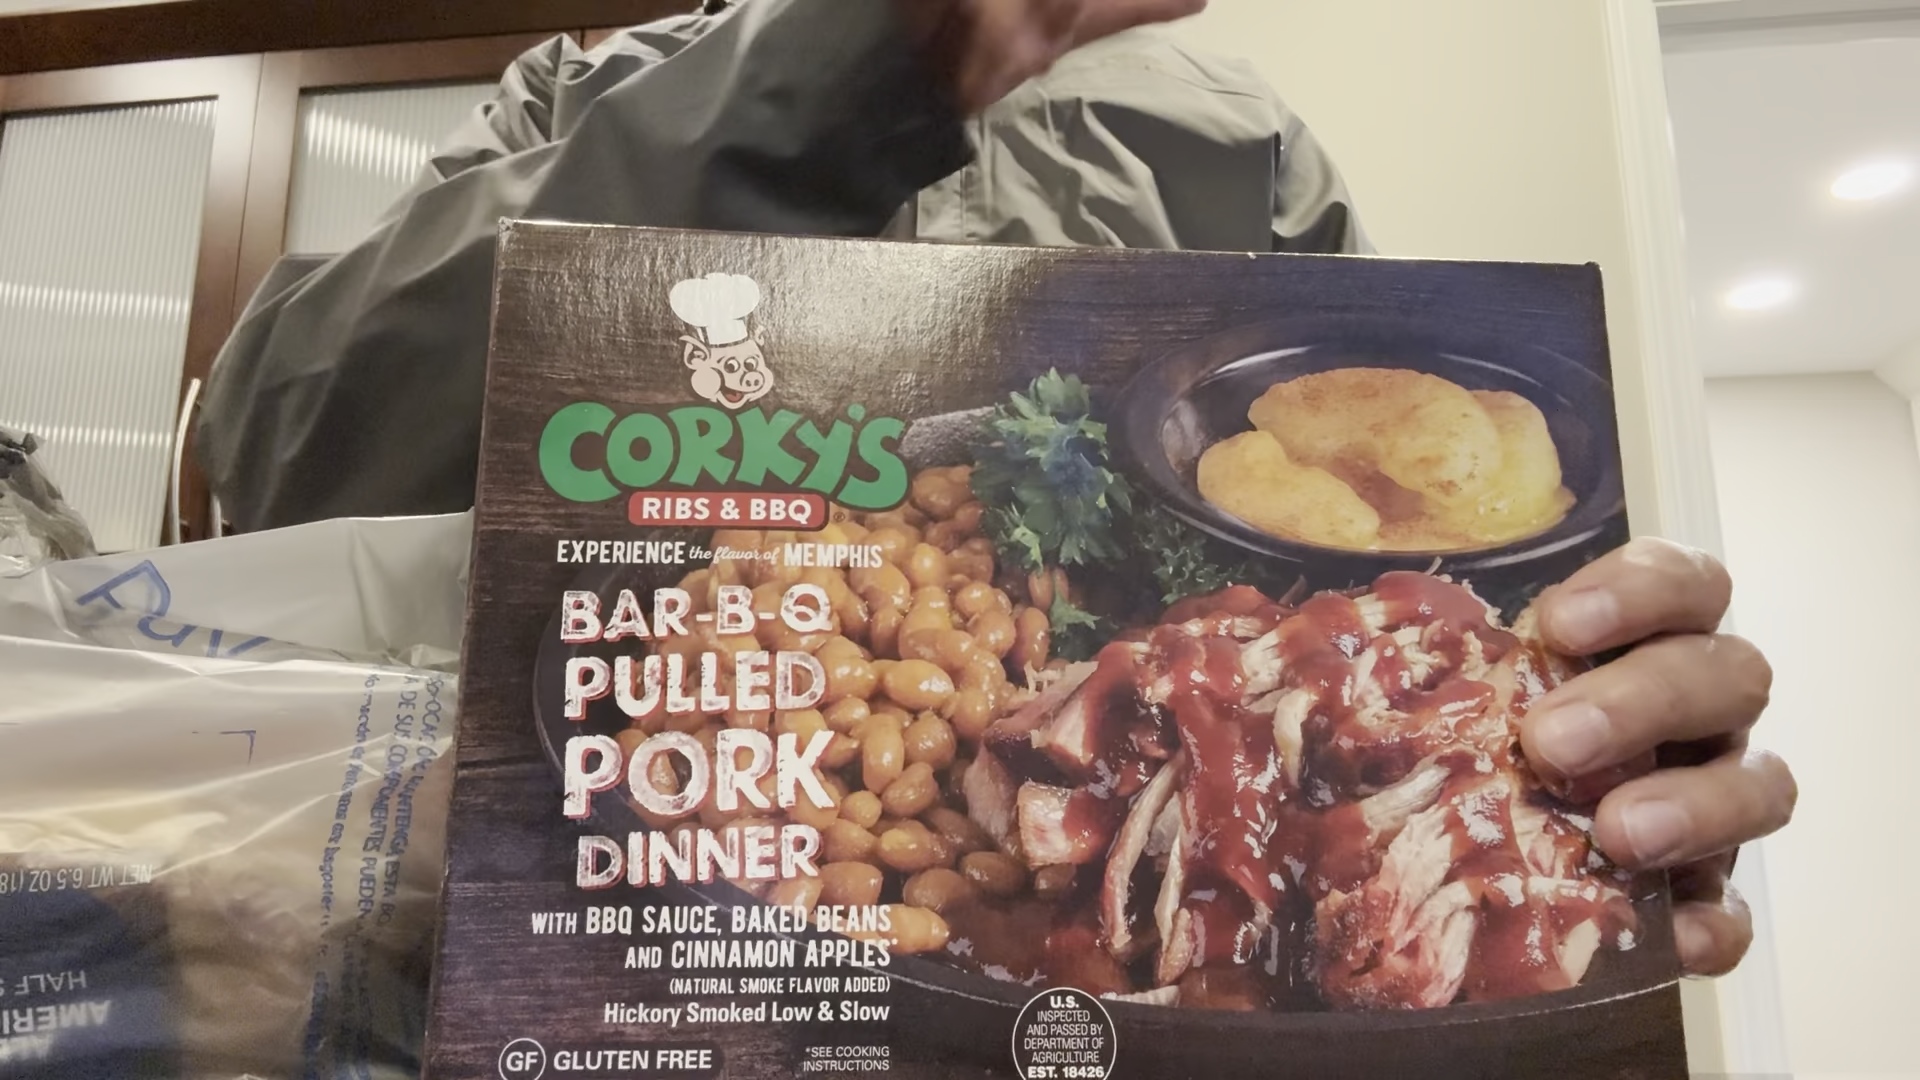 CORKY'S
RIBS & BBQ
EXPERIENCE the flavor of MEMPHIS
BAR-B-Q
PULLED
PORK
DINNER
WITH BBQ SAUCE, BAKED BEANS
AND CINNAMON APPLES*
(NATURAL SMOKE FLAVOR ADDED)
Hickory Smoked Low & Slow
GF GLUTEN FREE
*SEE COOKING
INSTRUCTIONS
U.S.
INSPECTED
AND PASSED BY
DEPARTMENT OF
AGRICULTURE
EST. 18426
NET WT 6.5 OZ
HALF